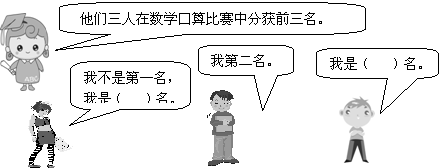 他们三人在数学口算比赛中分获前三名。
我不是第一名，
我是（ ）名。
我第二名。
我是（ ）名。
ABC